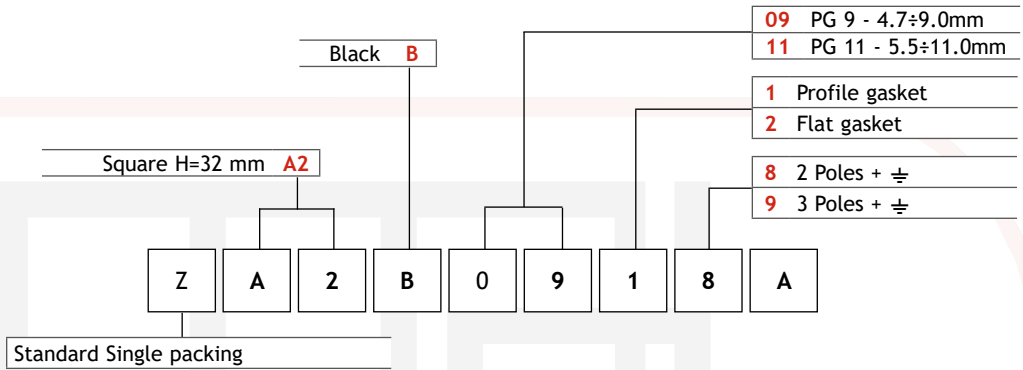 09 PG 9 - 4.7÷9.0mm
11 PG 11 - 5.5÷11.0mm
Black B
1 Profile gasket
2 Flat gasket
Square H=32 mm A2
8 2 Poles + ⏚
9 3 Poles + ⏚
Z A 2 B 0 9 1 8 A
Standard Single packing